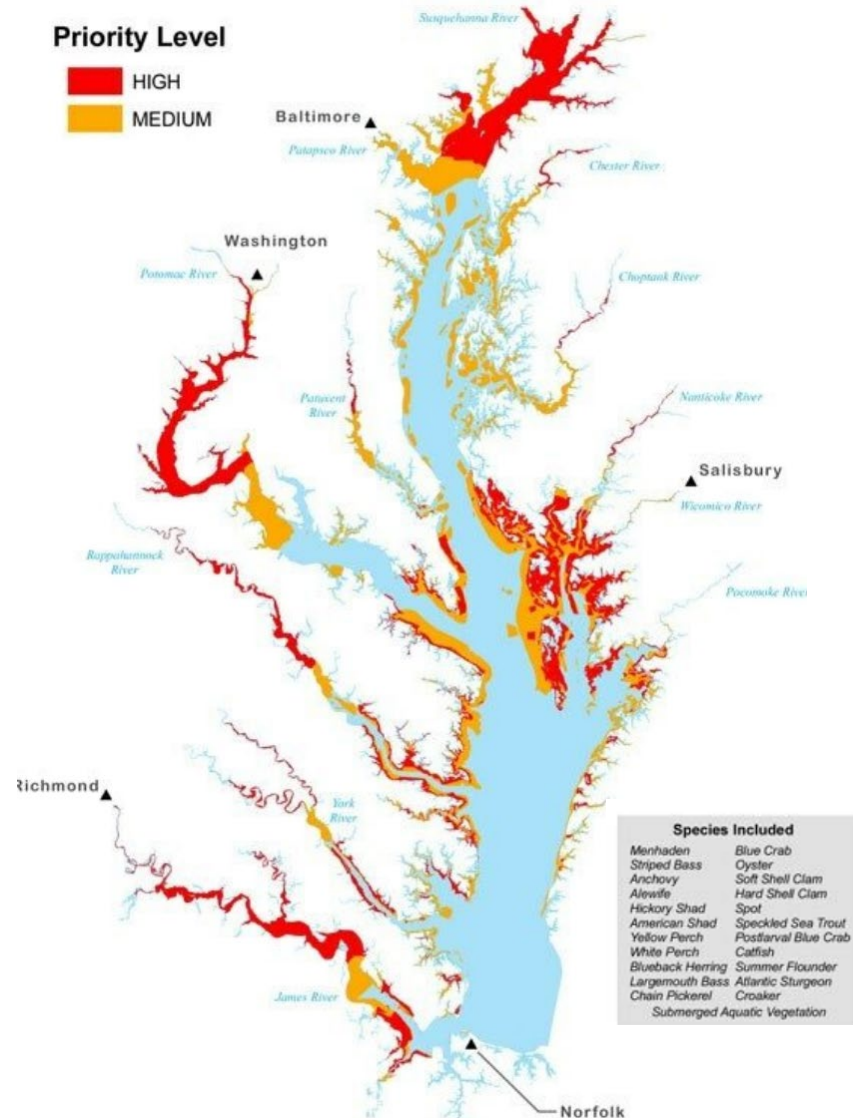 Susquehanna River
Priority Level
HIGH
MEDIUM
Baltimore
Patapsco River
Chester River
Washington
Potomac River
Choptank River
Patuxent
River
Nanticoke River
Salisbury
Wicomico River
Rappahannock
River
Pocomoke River
Richmond
York
River
James River
Norfolk
Species Included
Menhaden Blue Crab
Striped Bass Oyster
Anchovy Soft Shell Clam
Alewife Hard Shell Clam
Hickory Shad Spot
American Shad Speckled Sea Trout
Yellow Perch Postlarval Blue Crab
White Perch Catfish
Blueback Herring Summer Flounder
Largemouth Bass Atlantic Sturgeon
Chain Pickerel Croaker
Submerged Aquatic Vegetation